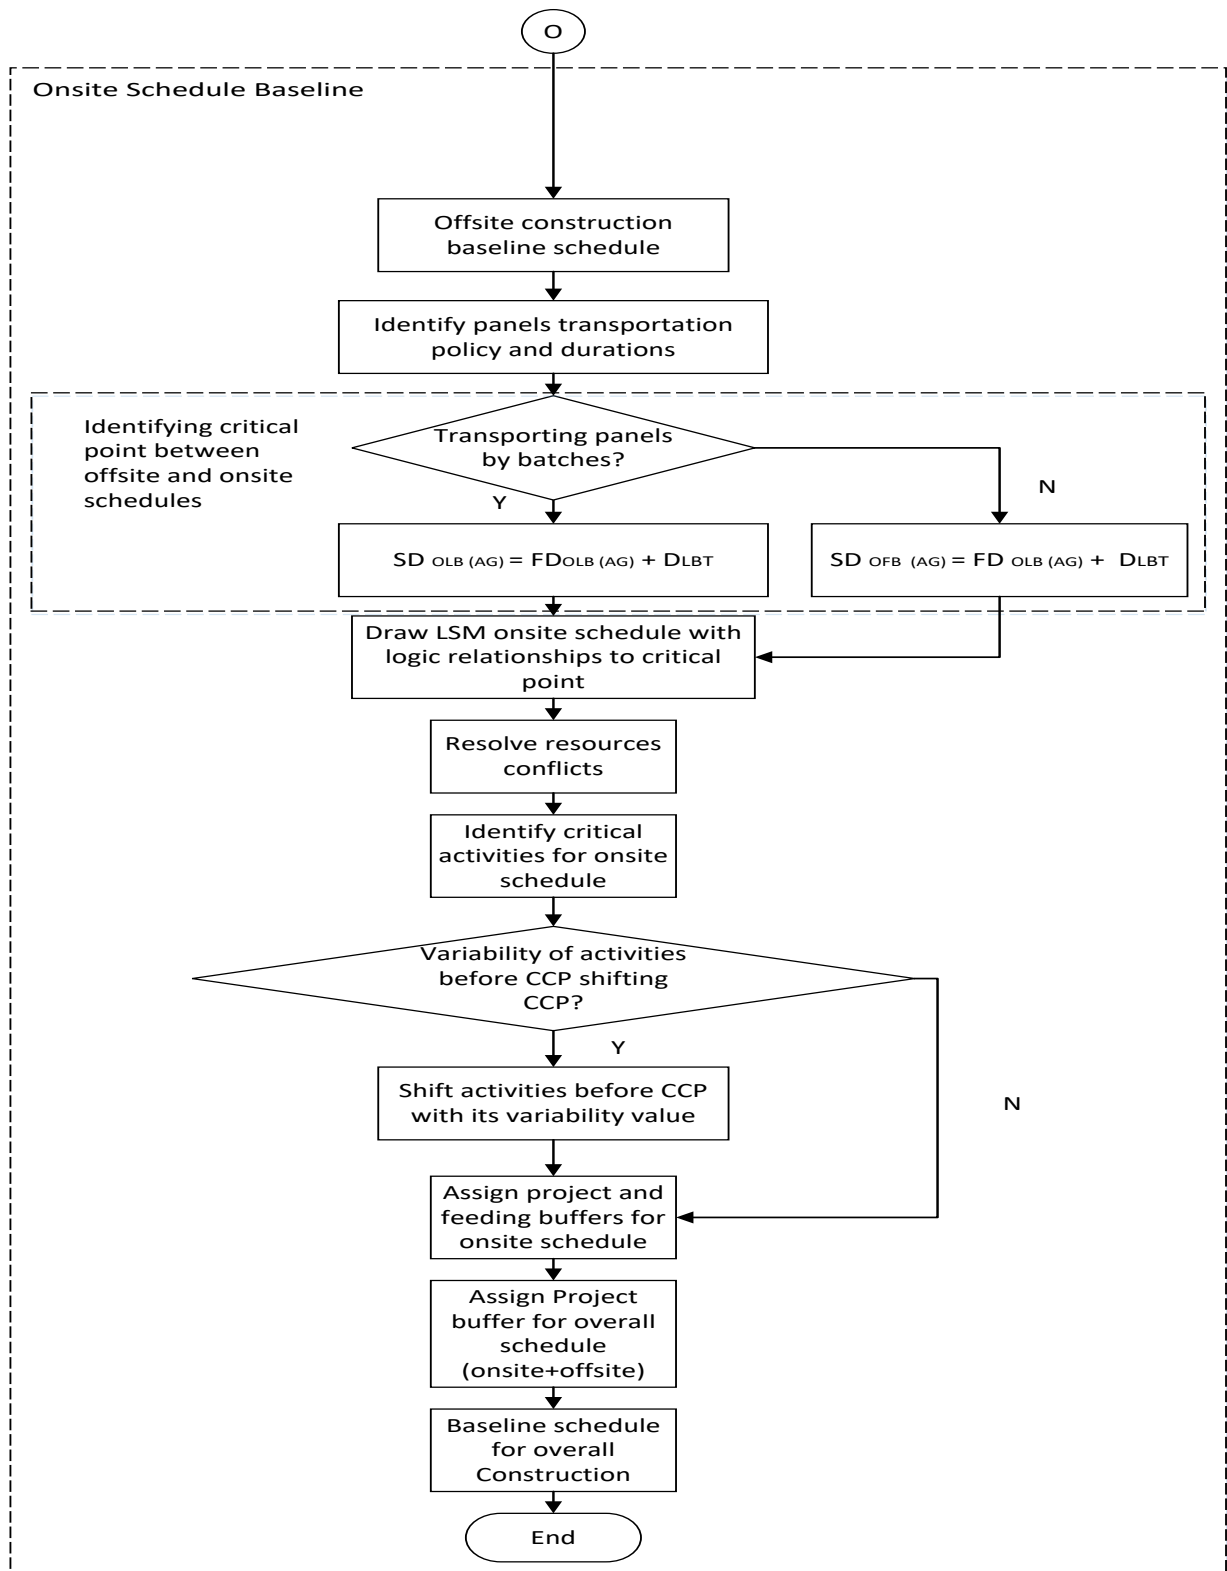 O
Onsite Schedule Baseline
Offsite construction
baseline schedule
Identify panels transportation
policy and durations
Identifying critical
point between
offsite and onsite
schedules
Transporting panels
by batches?
Y
N
SD OLB (AG) = FDOLB (AG) + DLBT
SD OFB (AG) = FD OLB (AG) + DLBT
Draw LSM onsite schedule with
logic relationships to critical
point
Resolve resources
conflicts
Identify critical
activities for onsite
schedule
Variability of activities
before CCP shifting
CCP?
Y
Shift activities before CCP
with its variability value
N
Assign project and
feeding buffers for
onsite schedule
Assign Project
buffer for overall
schedule
(onsite+offsite)
Baseline schedule
for overall
Construction
End